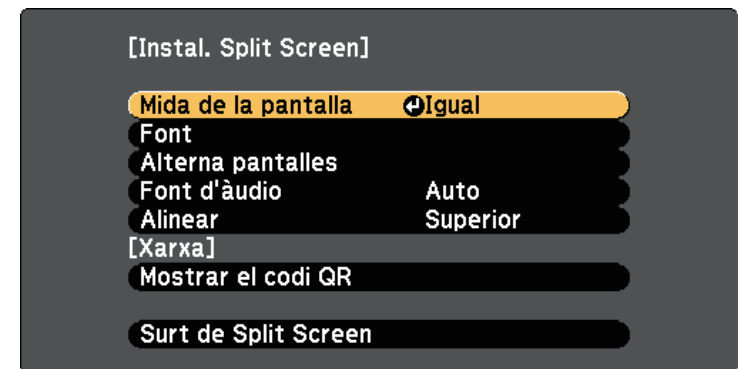 [Instal. Split Screen]
Mida de la pantalla Igual
Font
Alterna pantalles
Font d'àudio Auto
Alinear Superior
[Xarxa]
Mostrar el codi QR
Surt de Split Screen